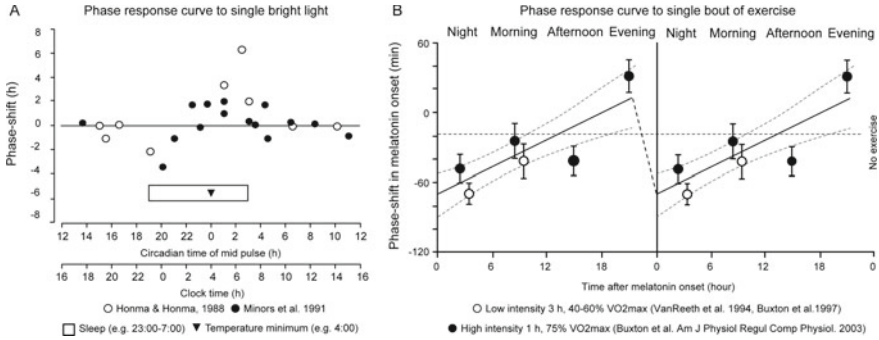 A
Phase response curve to single bright light
8
6
4
2
0
-2
-4
-6
-8
Phase-shift (h)
12 14 16 18 20 22 0 2 4 6 8 10 12
Circadian time of mid pulse (h)
16 18 20 22 0 2 4 6 8 10 12 14 16
Clock time (h)
Honma & Honma, 1988 Minors et al. 1991
Sleep (e.g. 23:00-7:00) Temperature minimum (e.g. 4:00)
B
Phase response curve to single bout of exercise
Night Morning Afternoon Evening Night Morning Afternoon Evening
60
0
-60
-120
Phase-shift in melatonin onset (min)
No exercise
0 6 12 18 0 6 12 18 0
Time after melatonin onset (hour)
Low intensity 3 h, 40-60% VO2max (VanReeth et al. 1994, Buxton et al.1997)
High intensity 1 h, 75% VO2max (Buxton et al. Am J Physiol Regul Comp Physiol. 2003)